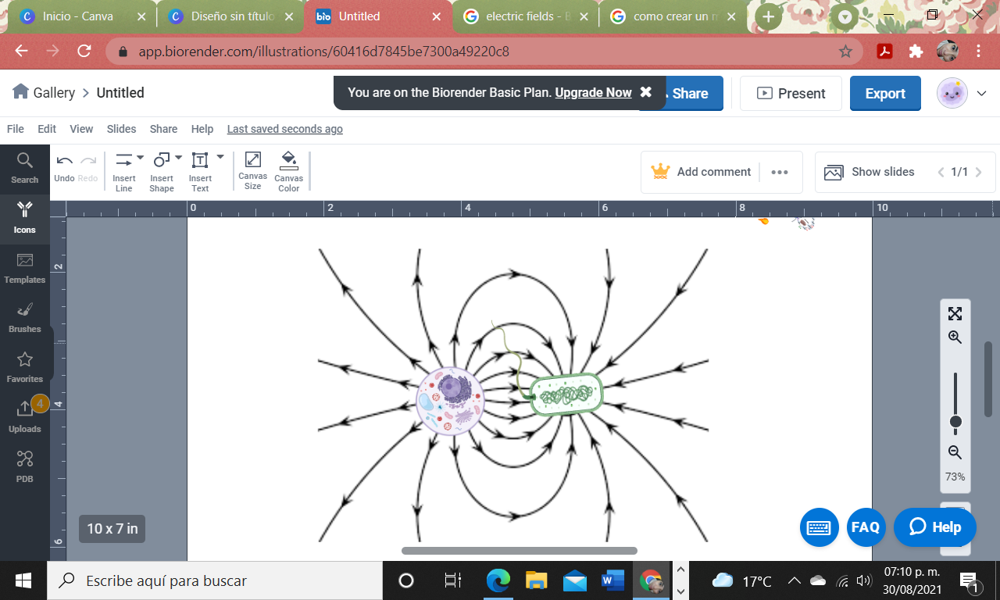 Inicio - Canva
Diseño sin título
Untitled
electric fields - B
como crear un m
app.biorender.com/illustrations/60416d7845be7300a49220c8
Gallery > Untitled
You are on the Biorender Basic Plan. Upgrade Now
Share
Present
Export
File Edit View Slides Share Help Last saved seconds ago
Search
Undo Redo
Insert Line
Insert Shape
Insert Text
Canvas Size
Canvas Color
Add comment
Show slides
1/1
Icons
Templates
Brushes
Favorites
4
Uploads
PDB
0 2 4 6 8 10
2
4
6
73%
10 x 7 in
FAQ
Help
Escribe aquí para buscar
17°C
07:10 p. m.
30/08/2021
1